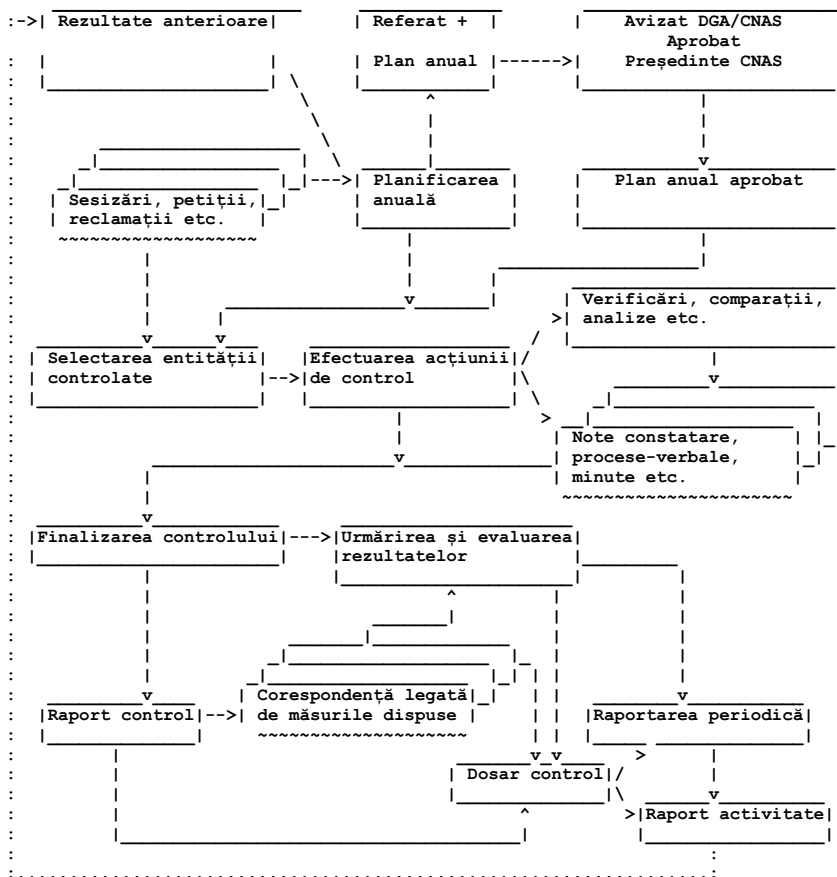 Rezultate anterioare
Referat +
Plan anual
Avizat DGA/CNAS
Aprobat
Președinte CNAS
Sesizări, petiții,
reclamații etc.
Planificarea
anuală
Plan anual aprobat
Verificări, comparații,
analize etc.
Selectarea entității
controlate
Efectuarea acțiunii
de control
Note constatare,
procese-verbale,
minute etc.
Finalizarea controlului
Urmărirea și evaluarea
rezultatelor
Raport control
Corespondență legată
de măsurile dispuse
Raportarea periodică
Dosar control
Raport activitate